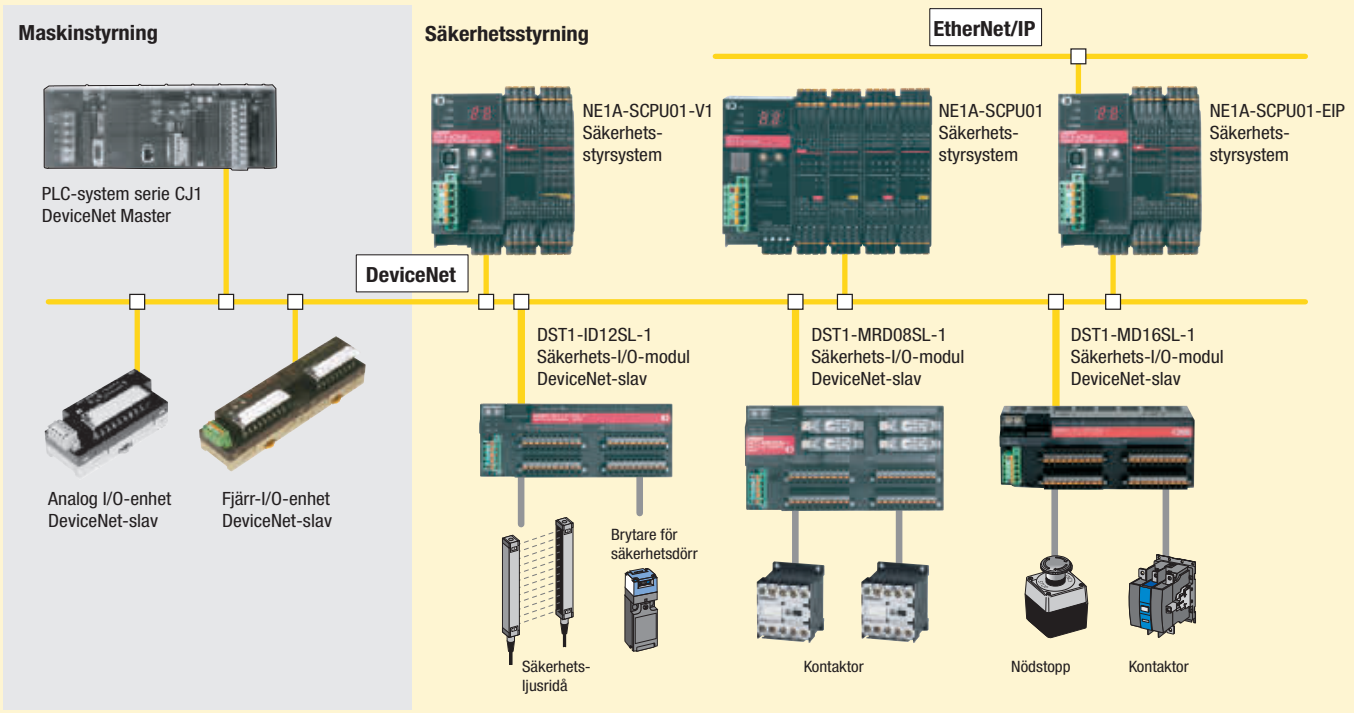 Maskinstyrning
Säkerhetsstyrning
EtherNet/IP
PLC-system serie CJ1
DeviceNet Master
NE1A-SCPU01-V1
Säkerhets-
styrsystem
NE1A-SCPU01
Säkerhets-
styrsystem
NE1A-SCPU01-EIP
Säkerhets-
styrsystem
DeviceNet
Analog I/O-enhet
DeviceNet-slav
Fjärr-I/O-enhet
DeviceNet-slav
DST1-ID12SL-1
Säkerhets-I/O-modul
DeviceNet-slav
DST1-MRD08SL-1
Säkerhets-I/O-modul
DeviceNet-slav
DST1-MD16SL-1
Säkerhets-I/O-modul
DeviceNet-slav
Säkerhets-
ljusridå
Brytare för
säkerhetsdörr
Kontaktor
Nödstopp
Kontaktor